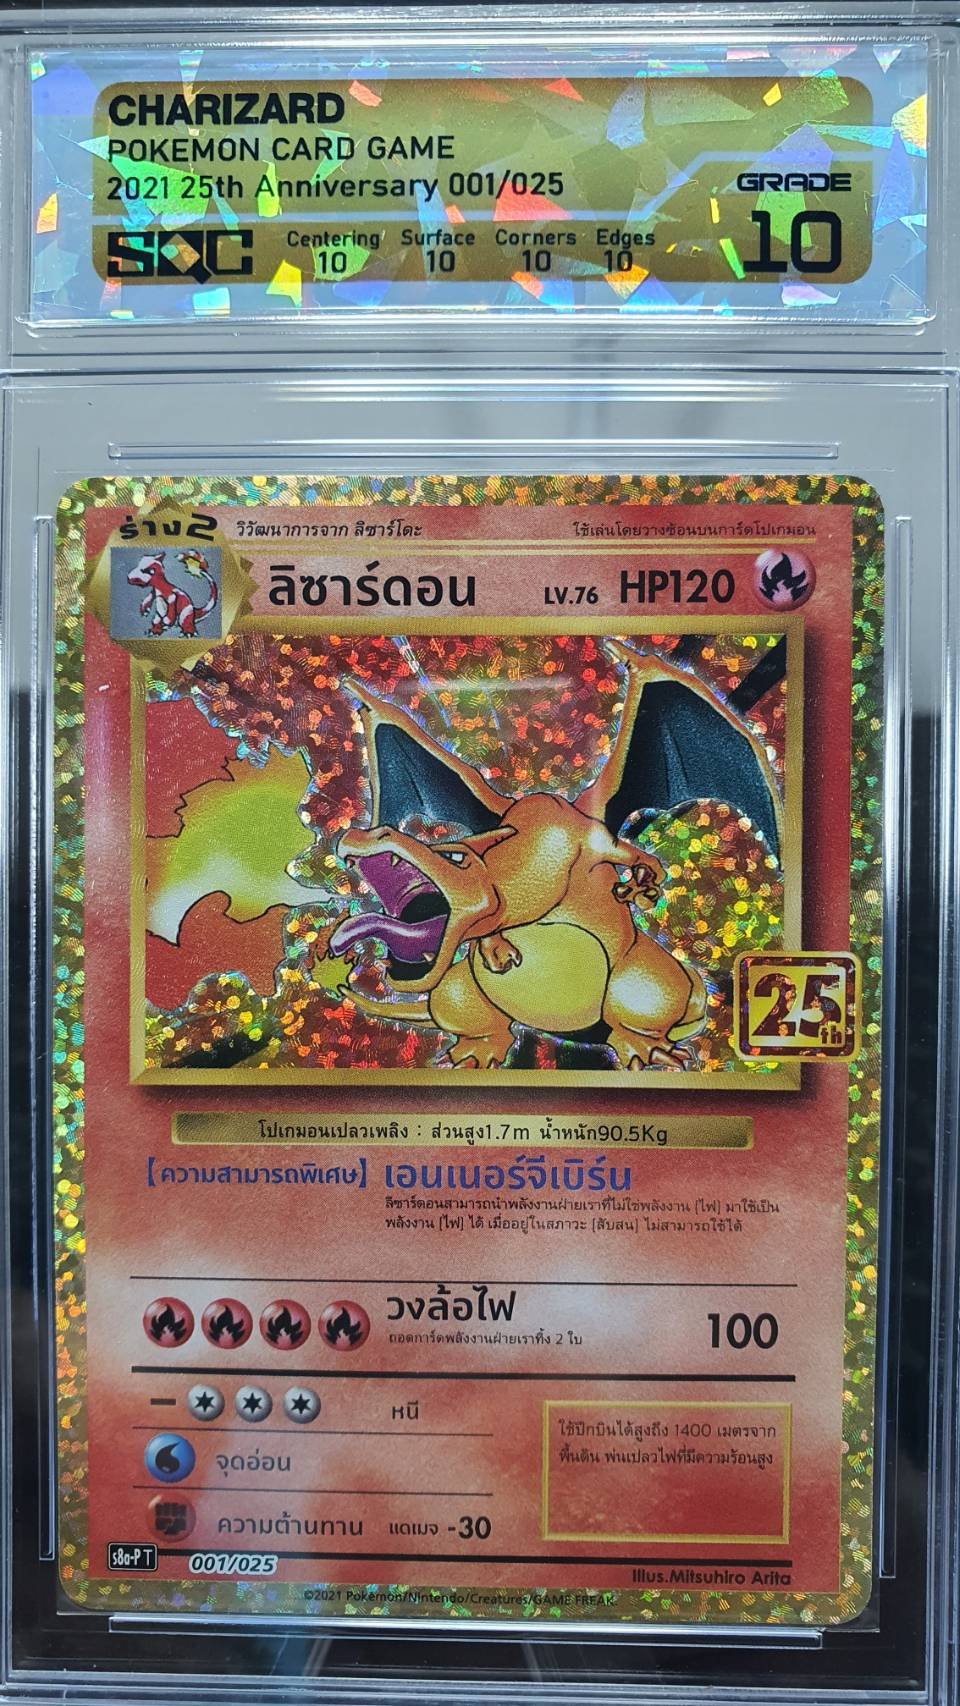 CHARIZARD
POKEMON CARD GAME
2021 25th Anniversary 001/025
GRADE
10
SQC
Centering Surface Corners Edges
10 10 10 10
ร่าง2 วิวัฒนาการจาก ลิซาร์โดะ ใช้เล่นโดยวางซ้อนบนการ์ดโปเกมอน
ลิซาร์ดอน LV.76 HP120
25th
โปเกมอนเปลวเพลิง : ส่วนสูง1.7m น้ำหนัก90.5Kg
【ความสามารถพิเศษ】 เอนเนอร์จีเบิร์น
ลิซาร์ดอนสามารถนำพลังงานฝ่ายเราที่ไม่ใช่พลังงาน [ไฟ] มาใช้เป็น
พลังงาน [ไฟ] ได้ เมื่ออยู่ในสภาวะ [สับสน] ไม่สามารถใช้ได้
วงล้อไฟ 100
ถอดการ์ดพลังงานฝ่ายเราทิ้ง 2 ใบ
หนี
จุดอ่อน
ความต้านทาน แดเมจ -30
ใช้ปีกบินได้สูงถึง 1400 เมตรจาก
พื้นดิน พ่นเปลวไฟที่มีความร้อนสูง
s8a-P T 001/025 Illus.Mitsuhiro Arita
©2021 Pokémon/Nintendo/Creatures/GAME FREAK.